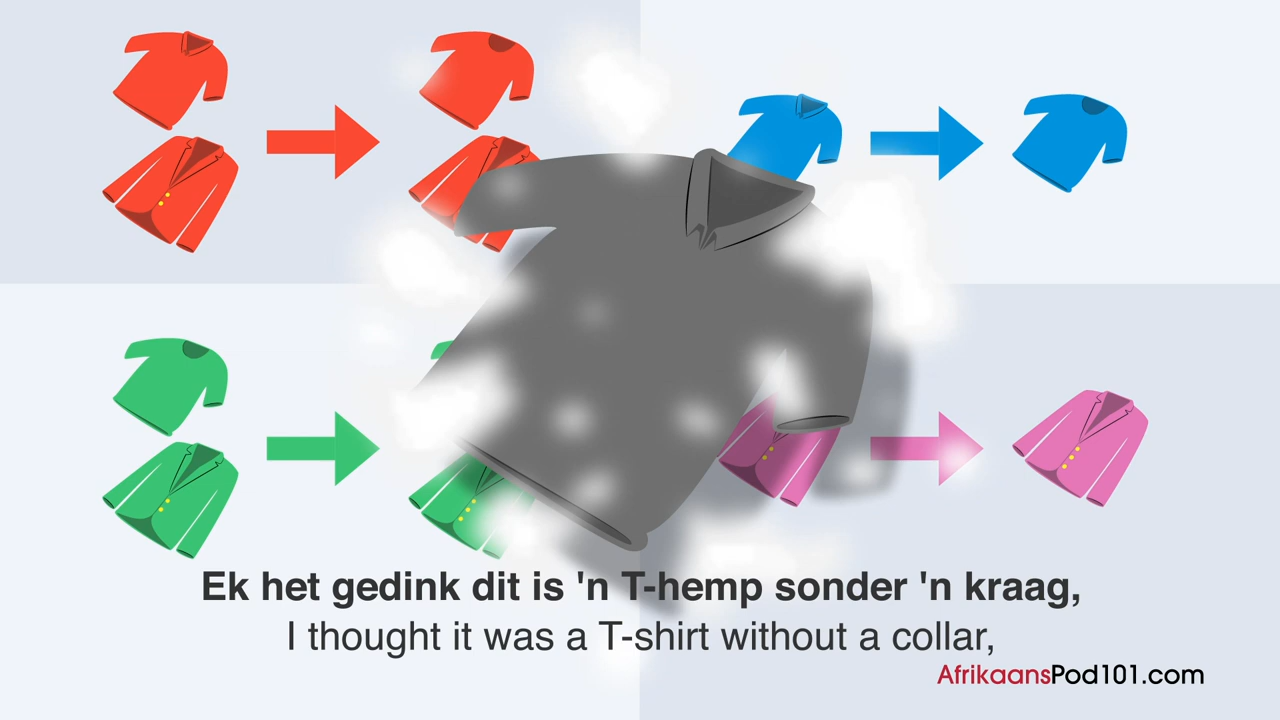 Ek het gedink dit is 'n T-hemp sonder 'n kraag,
I thought it was a T-shirt without a collar,
AfrikaansPod101.com